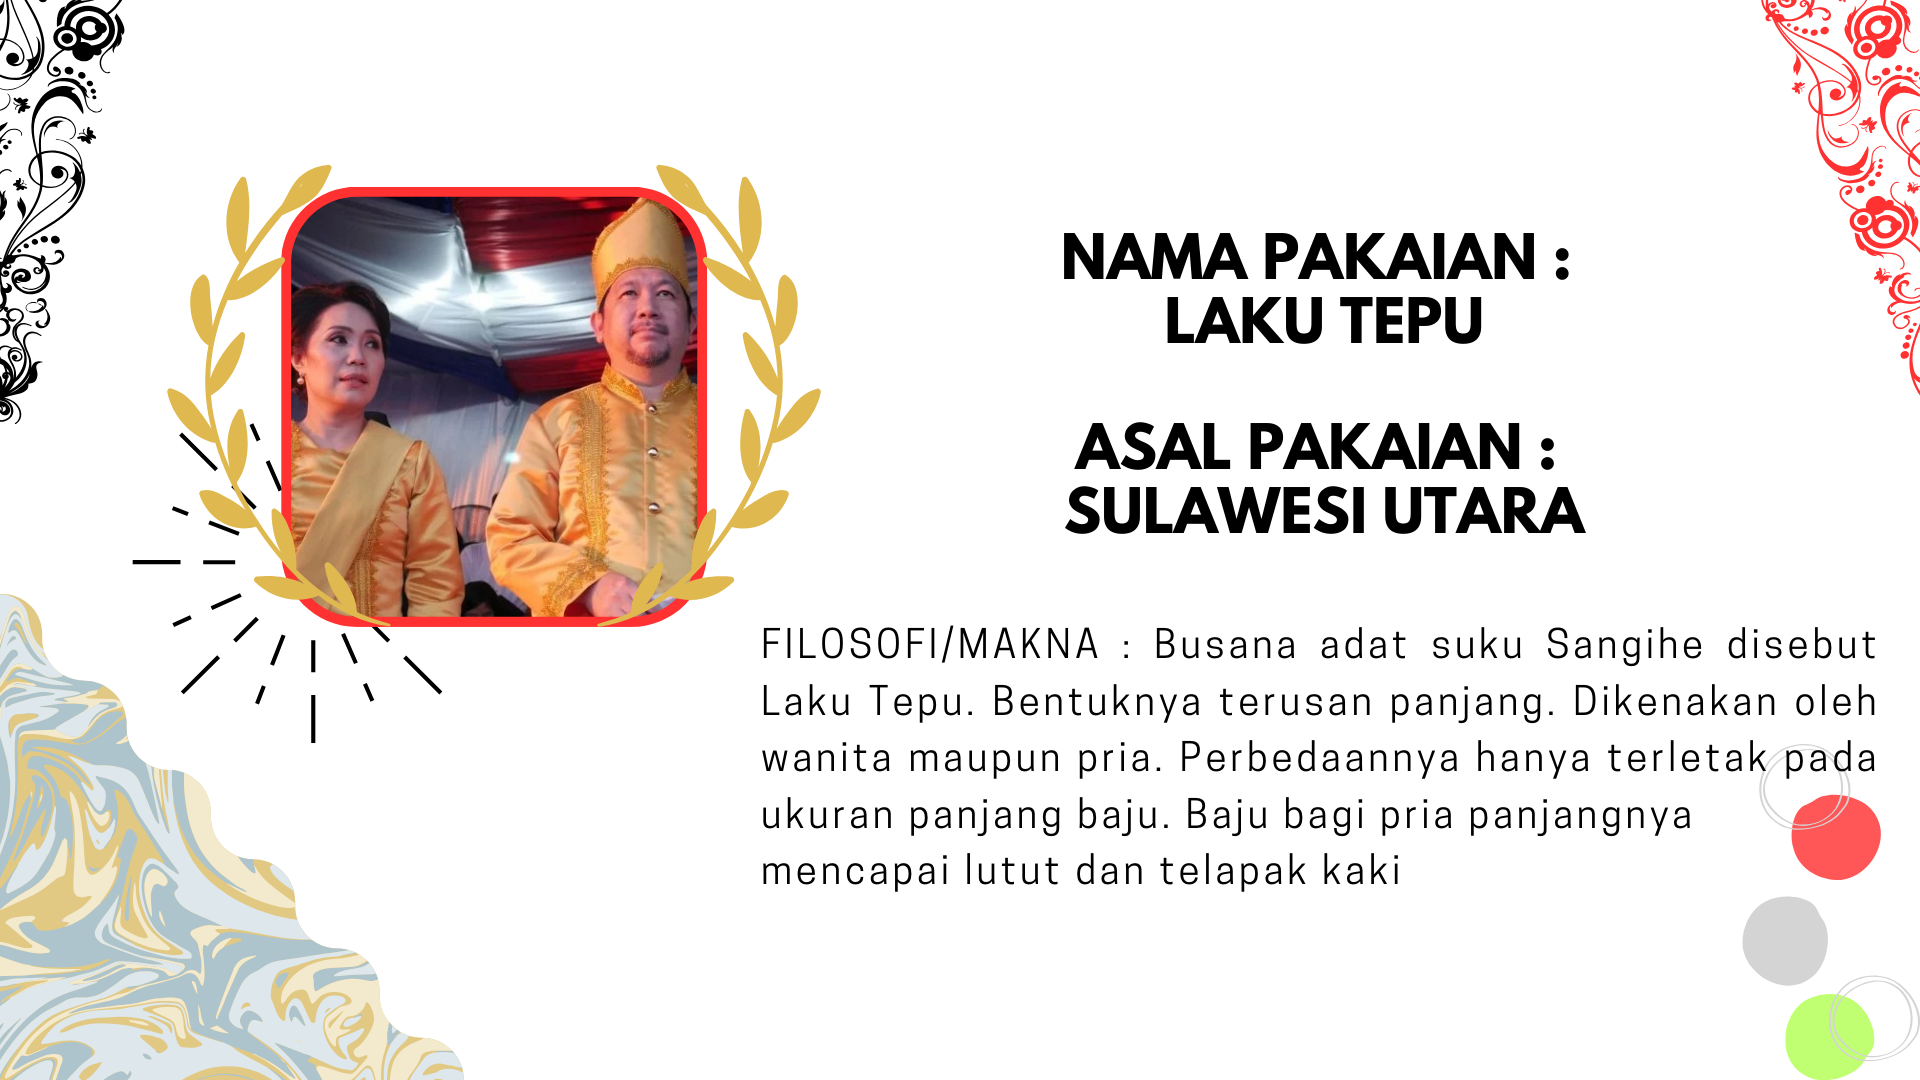 NAMA PAKAIAN :
LAKU TEPU
ASAL PAKAIAN :
SULAWESI UTARA
FILOSOFI/MAKNA : Busana adat suku Sangihe disebut
Laku Tepu. Bentuknya terusan panjang. Dikenakan oleh
wanita maupun pria. Perbedaannya hanya terletak pada
ukuran panjang baju. Baju bagi pria panjangnya
mencapai lutut dan telapak kaki